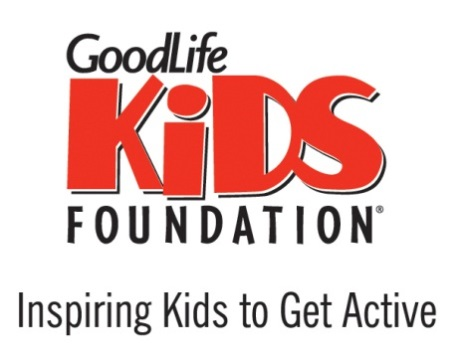 GoodLife
KiDS
FOUNDATION®
Inspiring Kids to Get Active